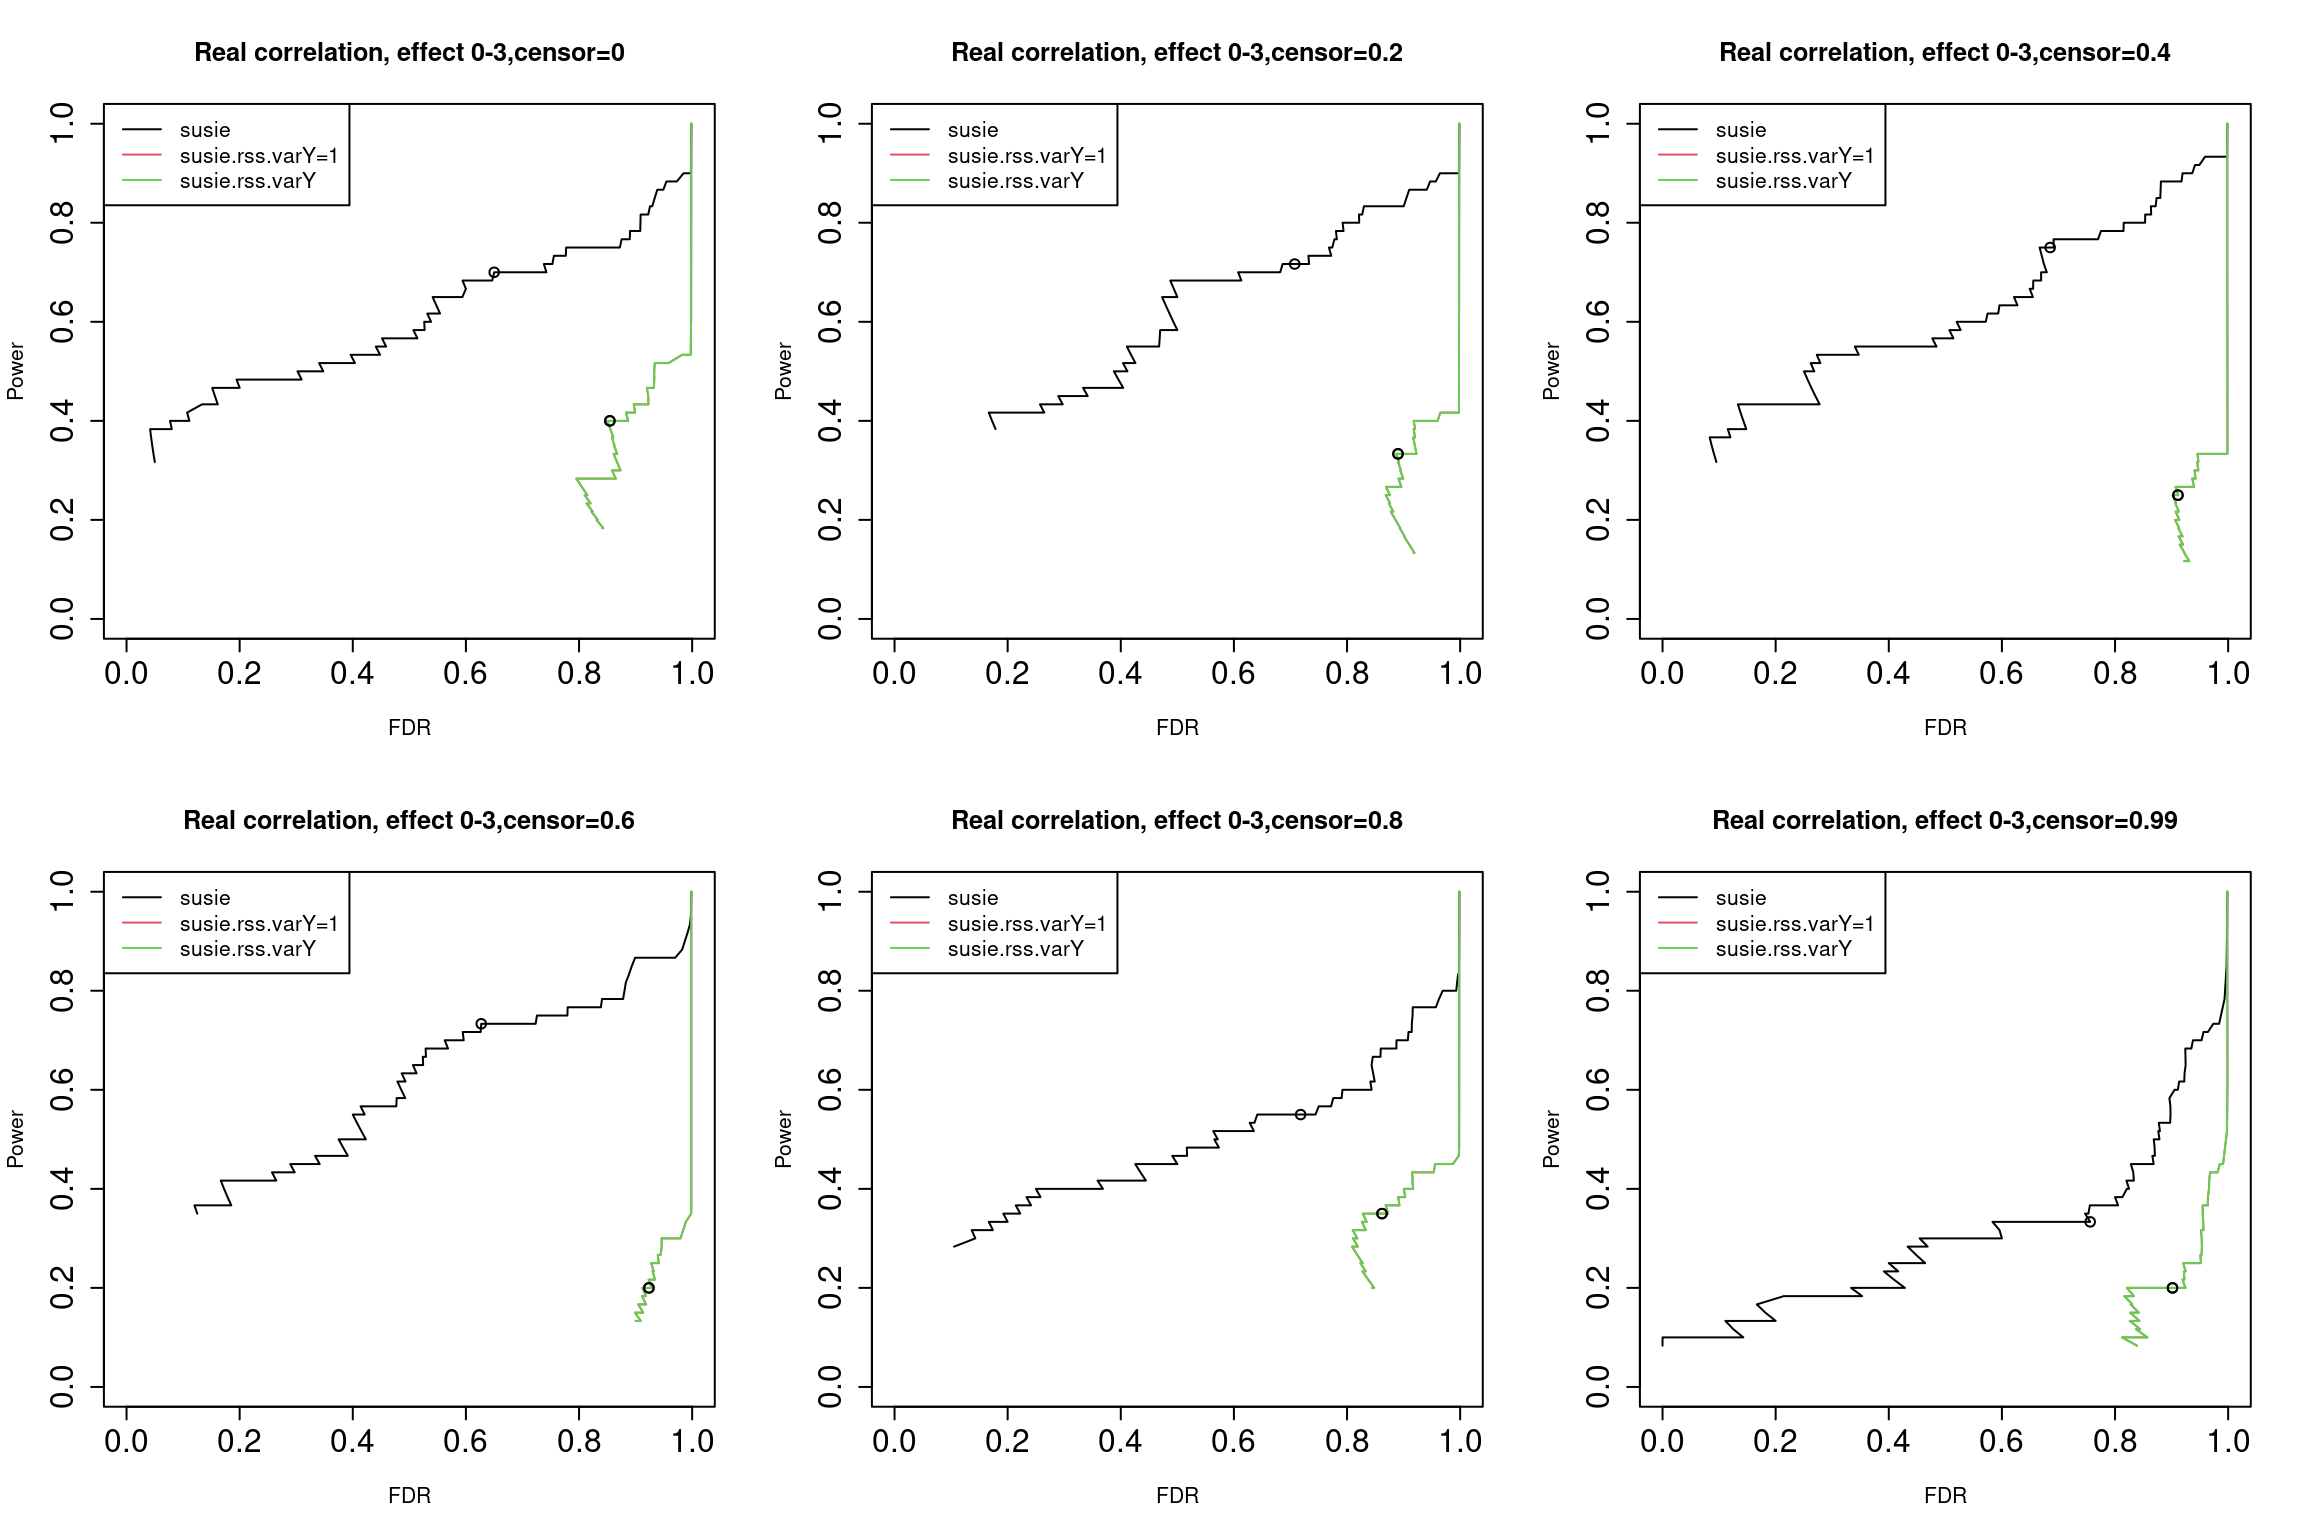 Real correlation, effect 0-3,censor=0
susie
susie.rss.varY=1
susie.rss.varY
Power
0.0 0.2 0.4 0.6 0.8 1.0
0.0 0.2 0.4 0.6 0.8 1.0
FDR
Real correlation, effect 0-3,censor=0.2
susie
susie.rss.varY=1
susie.rss.varY
Power
0.0 0.2 0.4 0.6 0.8 1.0
0.0 0.2 0.4 0.6 0.8 1.0
FDR
Real correlation, effect 0-3,censor=0.4
susie
susie.rss.varY=1
susie.rss.varY
Power
0.0 0.2 0.4 0.6 0.8 1.0
0.0 0.2 0.4 0.6 0.8 1.0
FDR
Real correlation, effect 0-3,censor=0.6
susie
susie.rss.varY=1
susie.rss.varY
Power
0.0 0.2 0.4 0.6 0.8 1.0
0.0 0.2 0.4 0.6 0.8 1.0
FDR
Real correlation, effect 0-3,censor=0.8
susie
susie.rss.varY=1
susie.rss.varY
Power
0.0 0.2 0.4 0.6 0.8 1.0
0.0 0.2 0.4 0.6 0.8 1.0
FDR
Real correlation, effect 0-3,censor=0.99
susie
susie.rss.varY=1
susie.rss.varY
Power
0.0 0.2 0.4 0.6 0.8 1.0
0.0 0.2 0.4 0.6 0.8 1.0
FDR